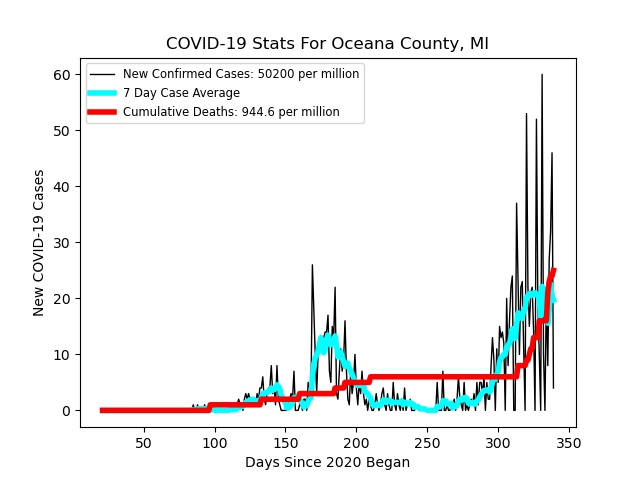 COVID-19 Stats For Oceana County, MI
New Confirmed Cases: 50200 per million
7 Day Case Average
Cumulative Deaths: 944.6 per million
New COVID-19 Cases
60
50
40
30
20
10
0
50 100 150 200 250 300 350
Days Since 2020 Began